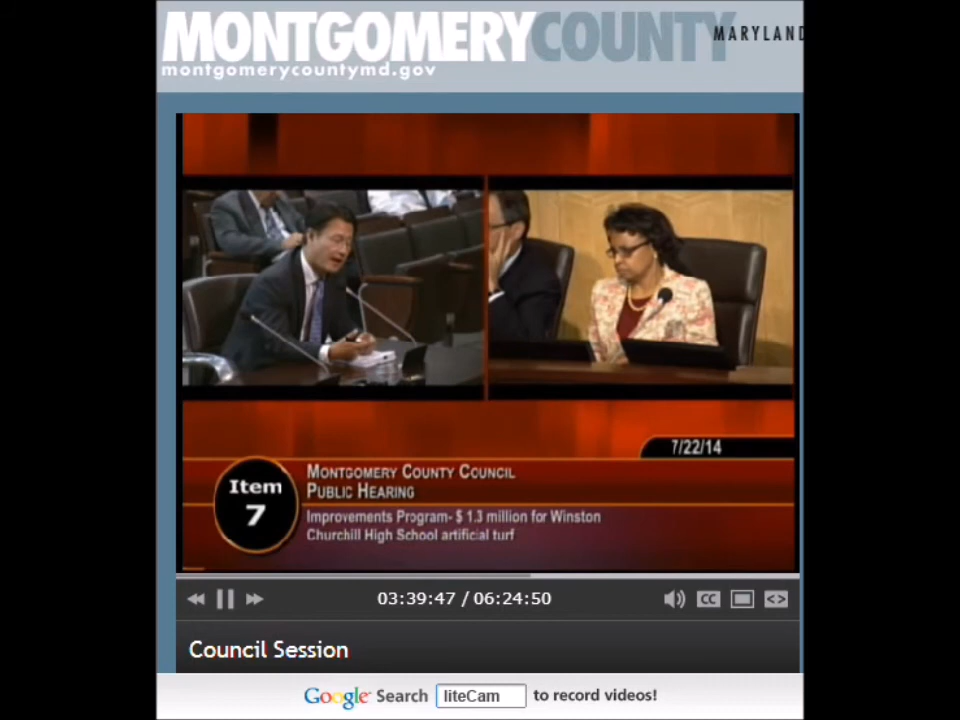 MONTGOMERYCOUNTY MARYLAND
montgomerycountymd.gov
7/22/14
Item 7
MONTGOMERY COUNTY COUNCIL
PUBLIC HEARING
Improvements Program- $ 1.3 million for Winston
Churchill High School artificial turf
03:39:47 / 06:24:50
CC
<>
Council Session
Google Search liteCam to record videos!